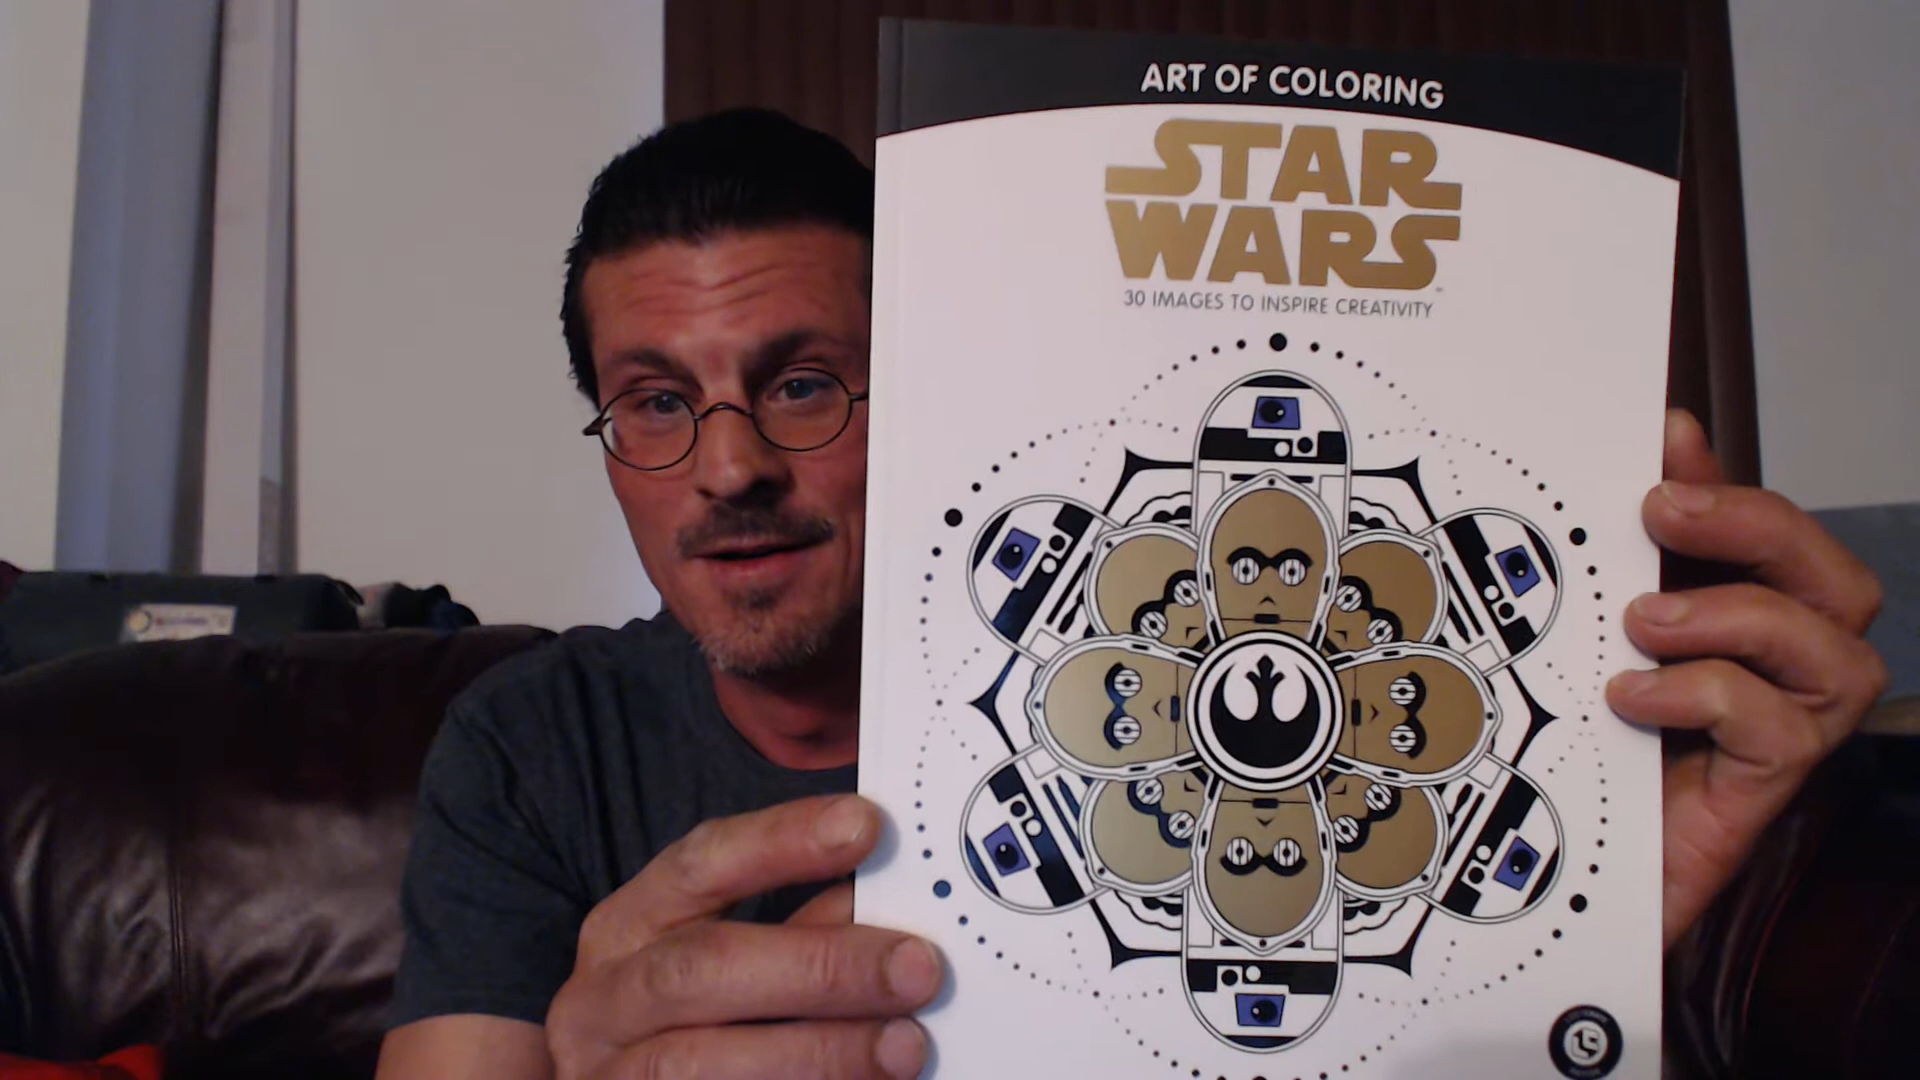 ART OF COLORING
STAR
WARS
30 IMAGES TO INSPIRE CREATIVITY